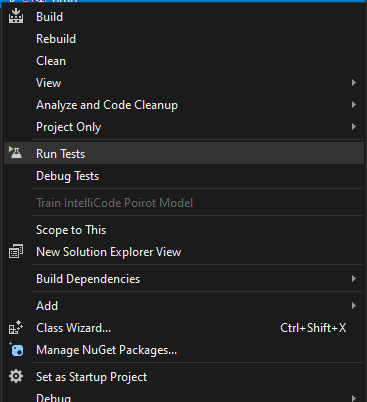 Build
Rebuild
Clean
View
Analyze and Code Cleanup
Project Only
Run Tests
Debug Tests
Train IntelliCode Poirot Model
Scope to This
New Solution Explorer View
Build Dependencies
Add
Class Wizard... Ctrl+Shift+X
Manage NuGet Packages...
Set as Startup Project
Debug